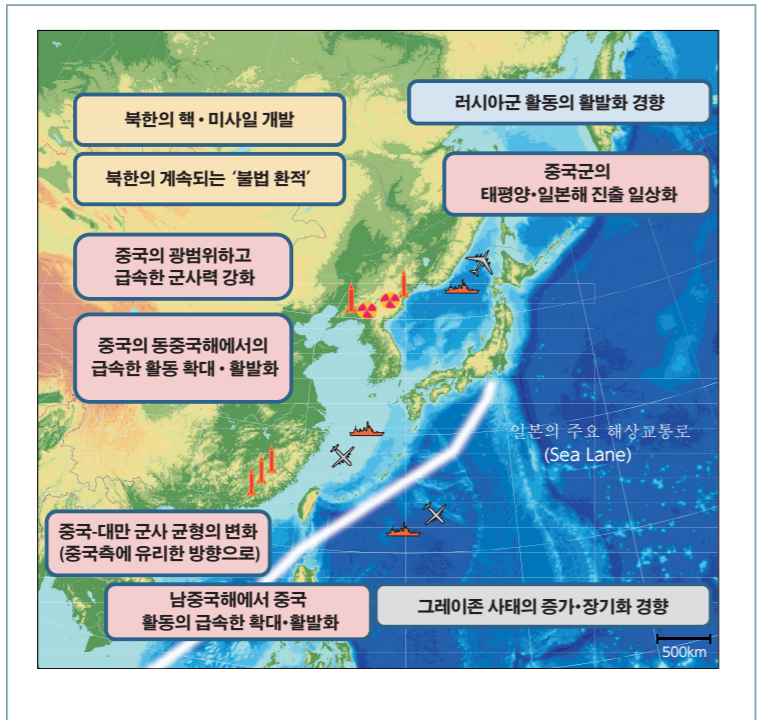 북한의 핵・미사일 개발
러시아군 활동의 활발화 경향
북한의 계속되는 ‘불법 환적’
중국군의
태평양・일본해 진출 일상화
중국의 광범위하고
급속한 군사력 강화
중국의 동중국해에서의
급속한 활동 확대・활발화
일본의 주요 해상교통로
(Sea Lane)
중국-대만 군사 균형의 변화
(중국측에 유리한 방향으로)
남중국해에서 중국
활동의 급속한 확대・활발화
그레이존 사태의 증가・장기화 경향
500km